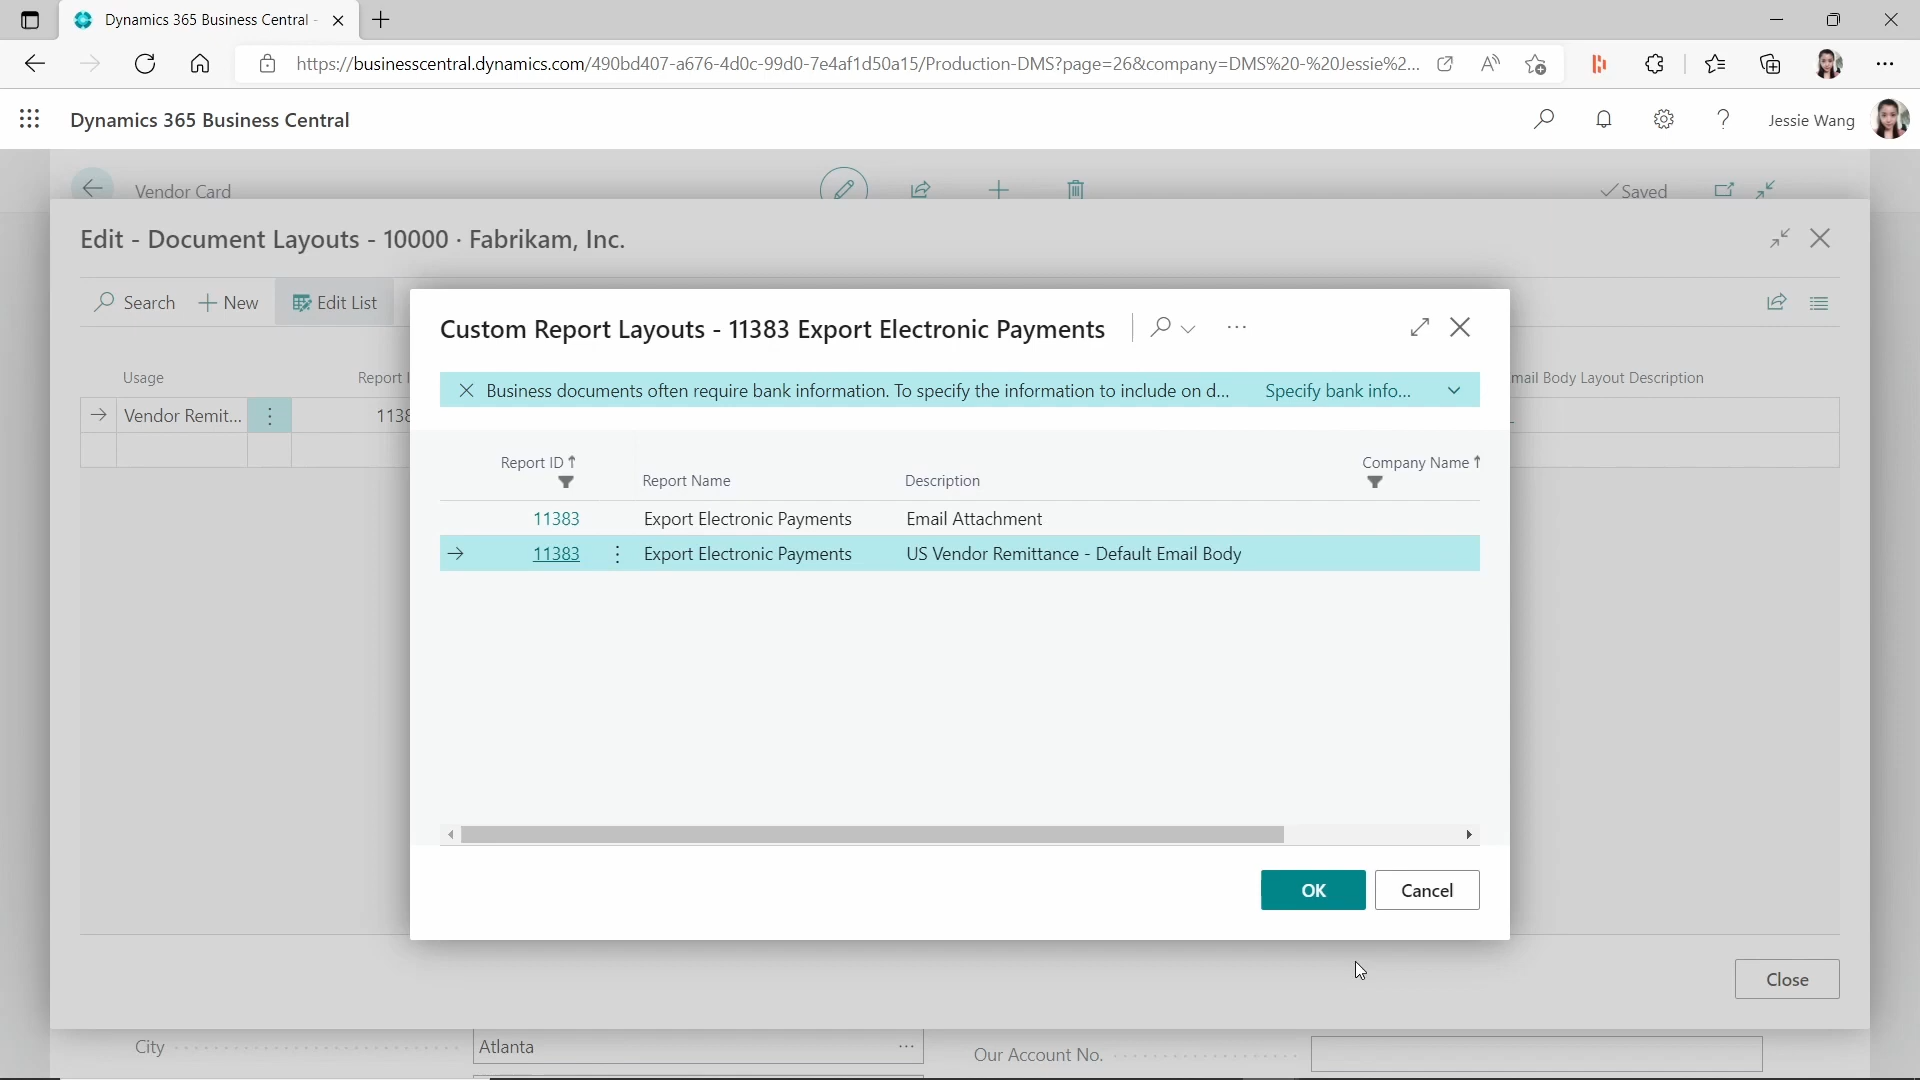 Dynamics 365 Business Central -
https://businesscentral.dynamics.com/490bd407-a676-4d0c-99d0-7e4af1d50a15/Production-DMS?page=26&company=DMS%20-%20Jessie%2...
Dynamics 365 Business Central
Jessie Wang
Vendor Card
Saved
Edit - Document Layouts - 10000 · Fabrikam, Inc.
Search
New
Edit List
Custom Report Layouts - 11383 Export Electronic Payments
Usage
Report
mail Body Layout Description
Business documents often require bank information. To specify the information to include on d...
Specify bank info...
Vendor Remit...
1138
Report ID
Report Name
Description
Company Name
11383
Export Electronic Payments
Email Attachment
11383
Export Electronic Payments
US Vendor Remittance - Default Email Body
OK
Cancel
Close
City
Atlanta
Our Account No.